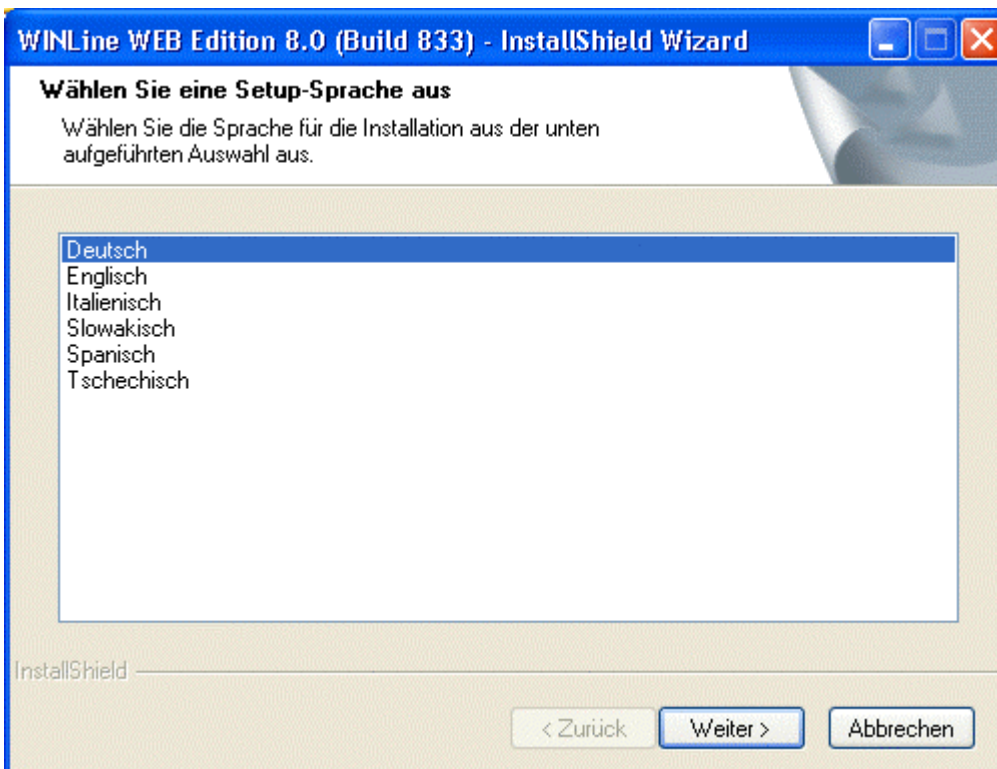 WINLine WEB Edition 8.0 (Build 833) - InstallShield Wizard
Wählen Sie eine Setup-Sprache aus
Wählen Sie die Sprache für die Installation aus der unten
aufgeführten Auswahl aus.
Deutsch
Englisch
Italienisch
Slowakisch
Spanisch
Tschechisch
InstallShield
< Zurück
Weiter >
Abbrechen